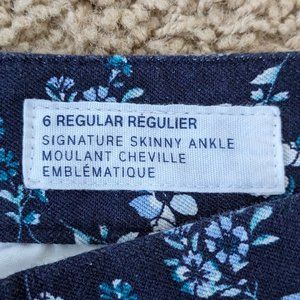 6 REGULAR RÉGULIER
SIGNATURE SKINNY ANKLE
MOULANT CHEVILLE
EMBLÉMATIQUE